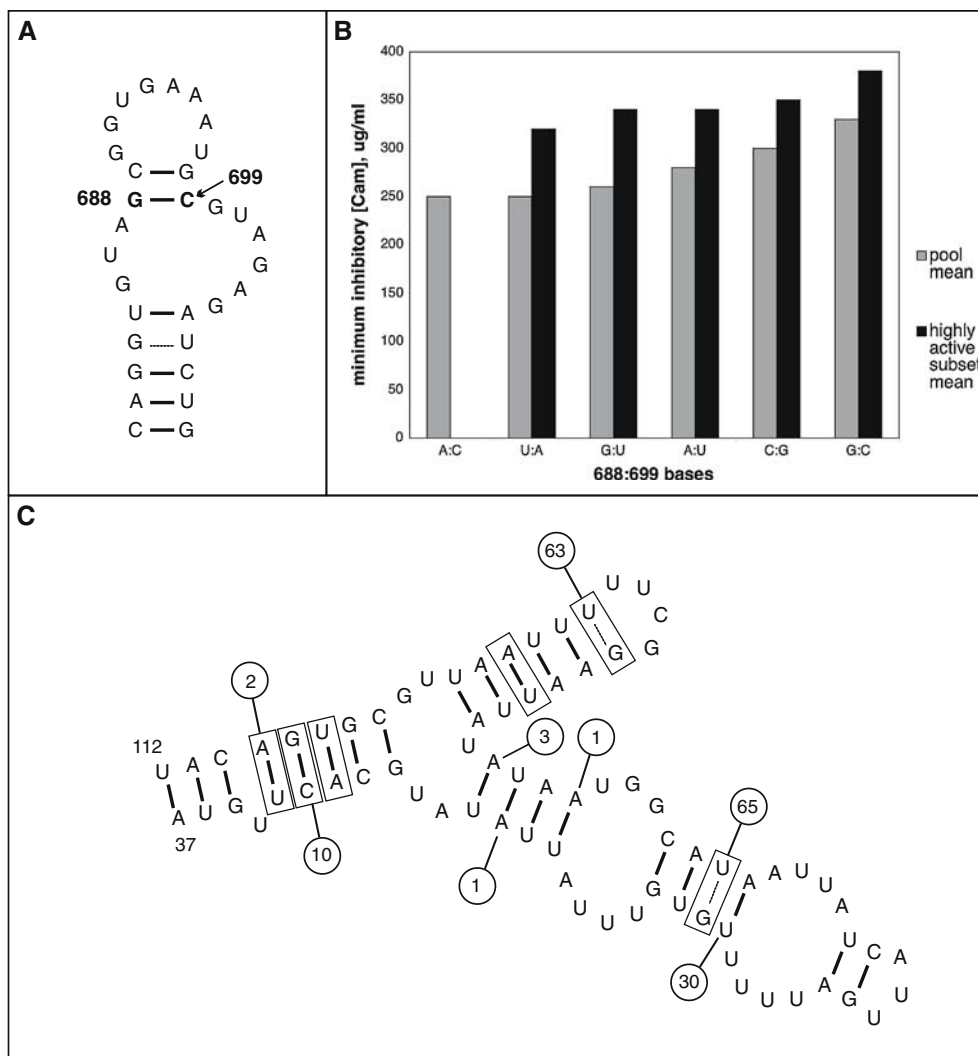 A
G A A
U A
G A
G U
C G
688 G C 699
A G U
U A
G G
A
G
U A
G U
G C
A U
C G
B
minimum inhibitory [Cam], ug/ml
400
350
300
250
200
150
100
50
0
A:C U:A G:U A:U C:G G:C
688:699 bases
pool mean
highly active subset mean
C
63
2
112 U A C A G U G C G U U A A U U U
U U C G
G A A U U A U
3 1
A U A A U G G C A U A A U U A U C
65
A U U
G A U U U U U G U G U U U A U U A U
30
1
A U G C A C U U G U A
10
37